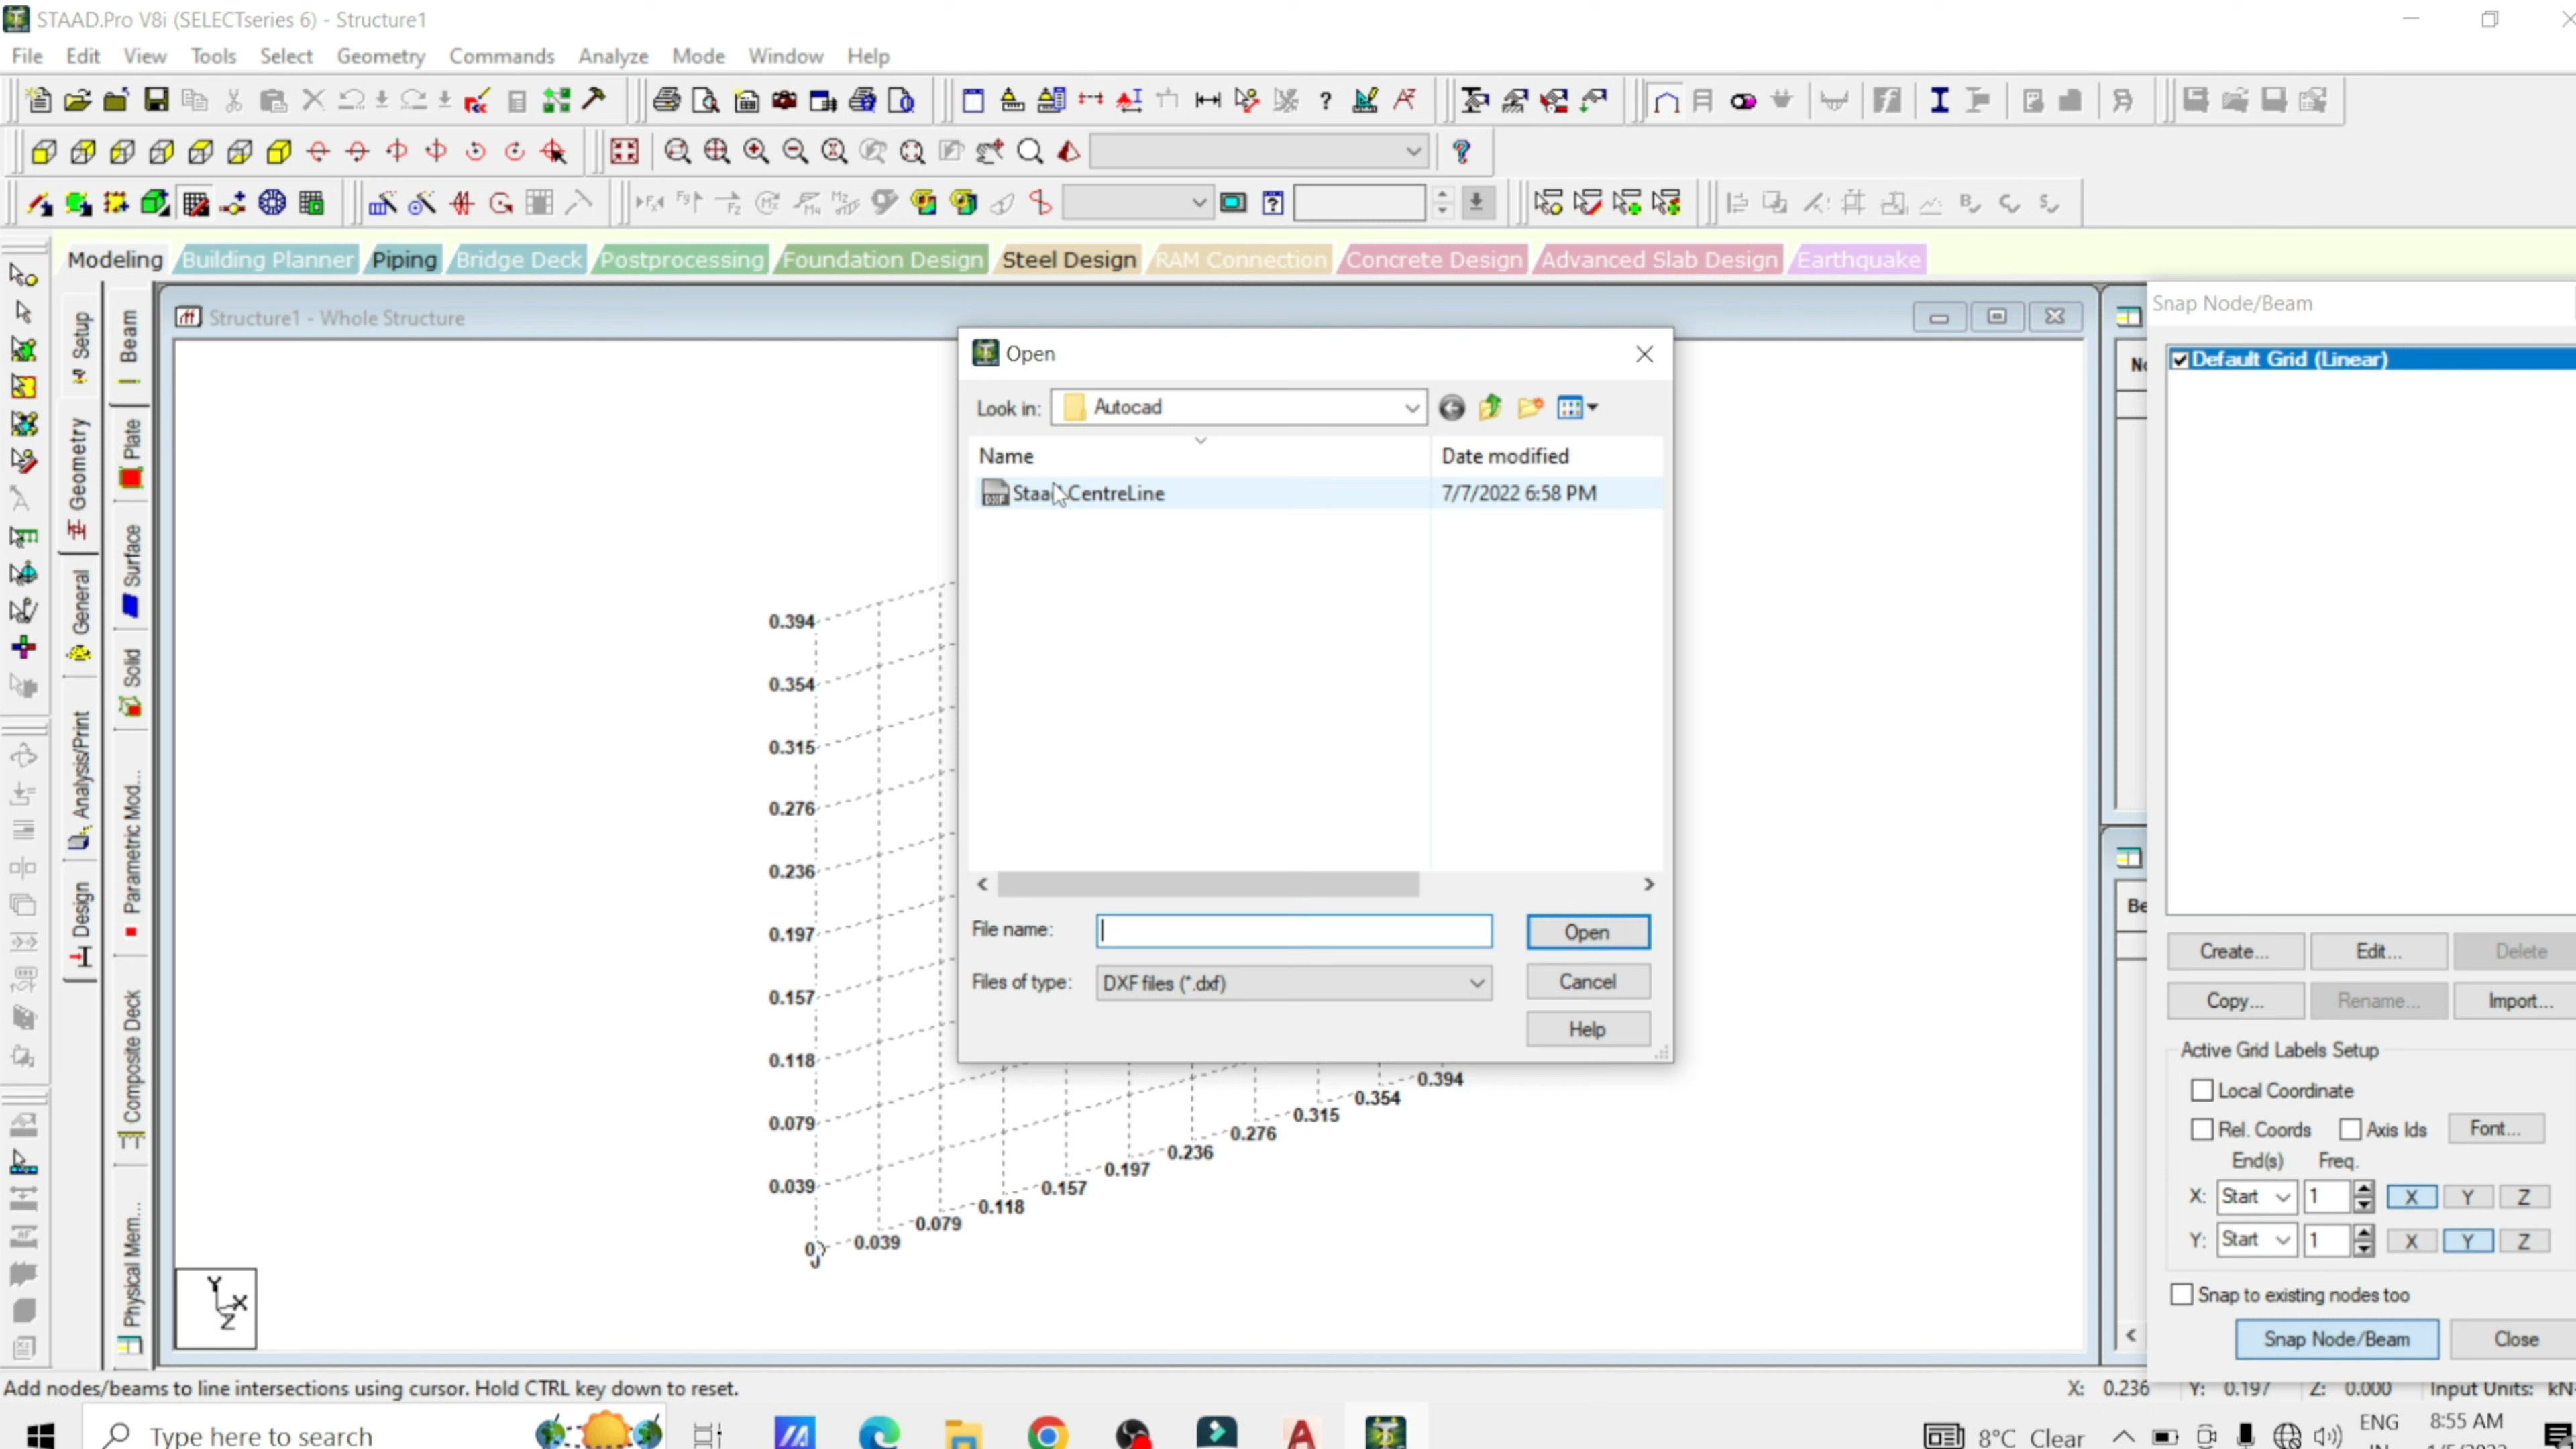 STAAD.Pro V8i (SELECTseries 6) - Structure1
File Edit View Tools Select Geometry Commands Analyze Mode Window Help
Modeling Building Planner Piping Bridge Deck Postprocessing Foundation Design Steel Design RAM Connection Concrete Design Advanced Slab Design Earthquake
Setup
Geometry
General
Analysis/Print
Design
Beam
Plate
Surface
Solid
Parametric Mod...
Composite Deck
Physical Mem...
Structure1 - Whole Structure
0.394
0.354
0.315
0.276
0.236
0.197
0.157
0.118
0.079
0.039
0
0.039
0.079
0.118
0.157
0.197
0.236
0.276
0.315
0.354
0.394
Y
X
Z
Open
Look in: Autocad
Name Date modified
DXF
7/7/2022 6:58 PM
File name: Open
Files of type: DXF files (*.dxf) Cancel
Help
Snap Node/Beam
Default Grid (Linear)
Create... Edit... Delete
Copy... Rename... Import...
Active Grid Labels Setup
Local Coordinate
Rel. Coords Axis Ids Font...
End(s) Freq.
X: Start 1 X Y Z
Y: Start 1 X Y Z
Snap to existing nodes too
Snap Node/Beam Close
Add nodes/beams to line intersections using cursor. Hold CTRL key down to reset.
X: 0.236 Y: 0.197 Z: 0.000 Input Units:
Type here to search
8°C Clear
ENG
8:55 AM